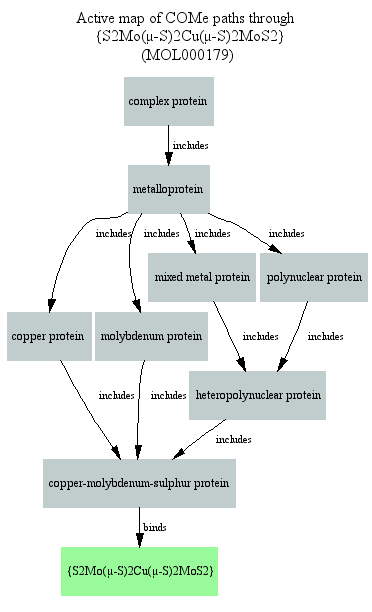 Active map of COMe paths through
{S2Mo(μ-S)2Cu(μ-S)2MoS2}
(MOL000179)
complex protein
includes
metalloprotein
includes includes includes includes
mixed metal protein polynuclear protein
copper protein molybdenum protein includes includes
includes includes heteropolynuclear protein
includes
copper-molybdenum-sulphur protein
binds
{S2Mo(μ-S)2Cu(μ-S)2MoS2}